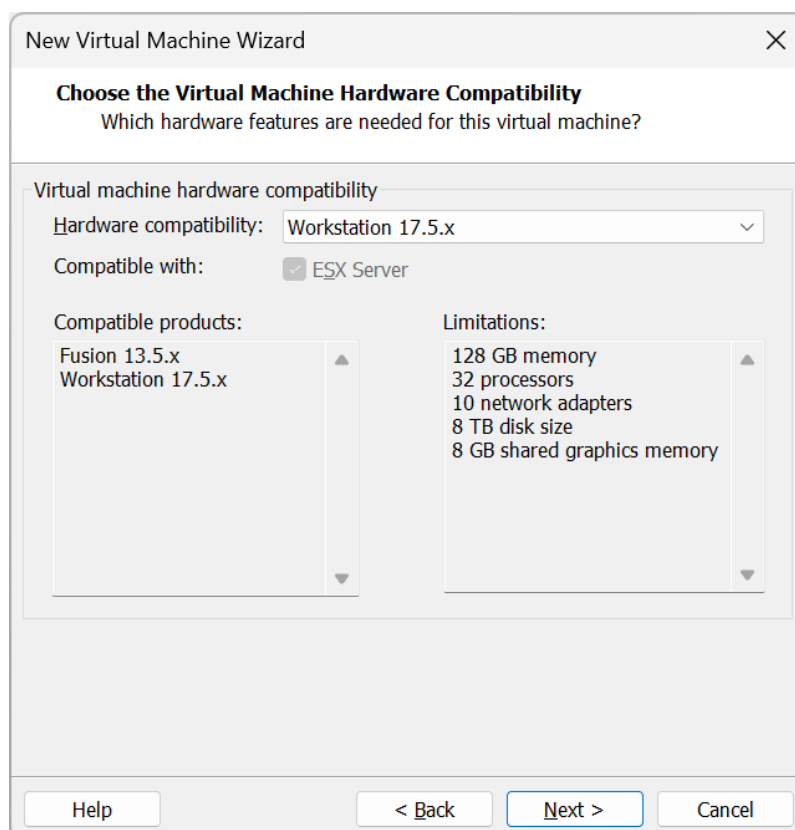 New Virtual Machine Wizard
Choose the Virtual Machine Hardware Compatibility
Which hardware features are needed for this virtual machine?
Virtual machine hardware compatibility
Hardware compatibility: Workstation 17.5.x
Compatible with: ESX Server
Compatible products:
Fusion 13.5.x
Workstation 17.5.x
Limitations:
128 GB memory
32 processors
10 network adapters
8 TB disk size
8 GB shared graphics memory
Help < Back Next > Cancel